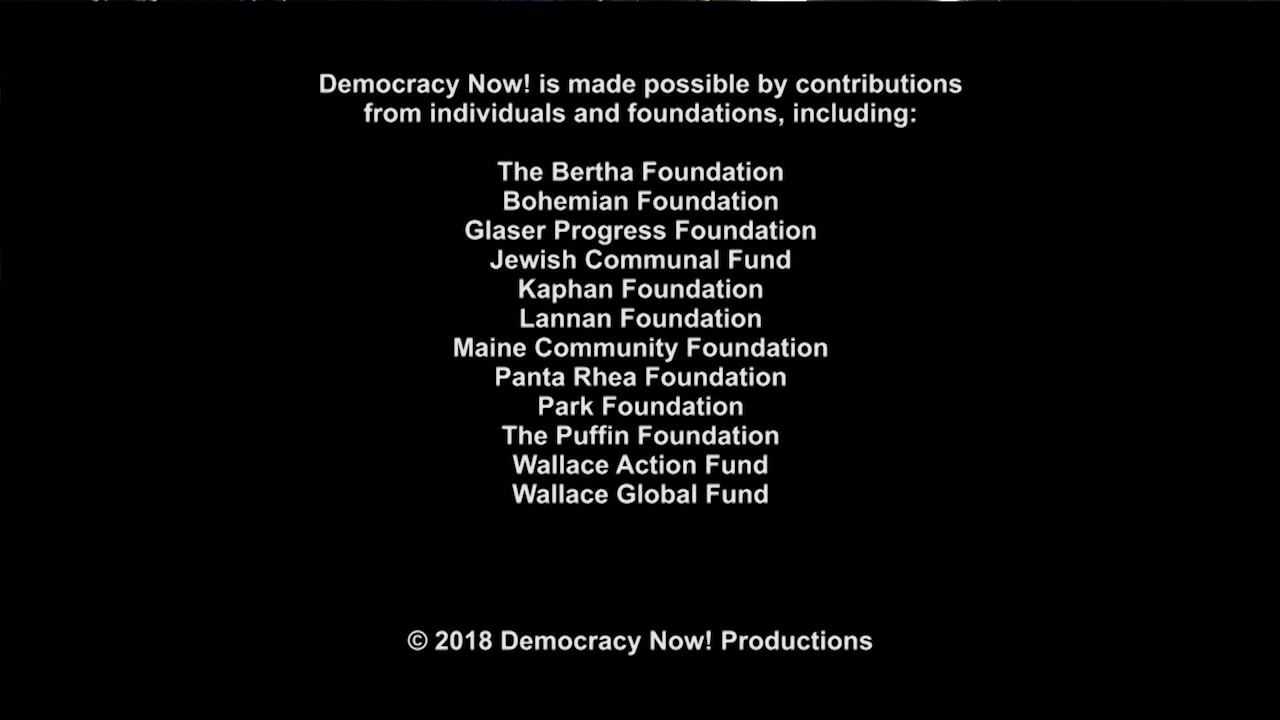 Democracy Now! is made possible by contributions
from individuals and foundations, including:
The Bertha Foundation
Bohemian Foundation
Glaser Progress Foundation
Jewish Communal Fund
Kaphan Foundation
Lannan Foundation
Maine Community Foundation
Panta Rhea Foundation
Park Foundation
The Puffin Foundation
Wallace Action Fund
Wallace Global Fund
© 2018 Democracy Now! Productions